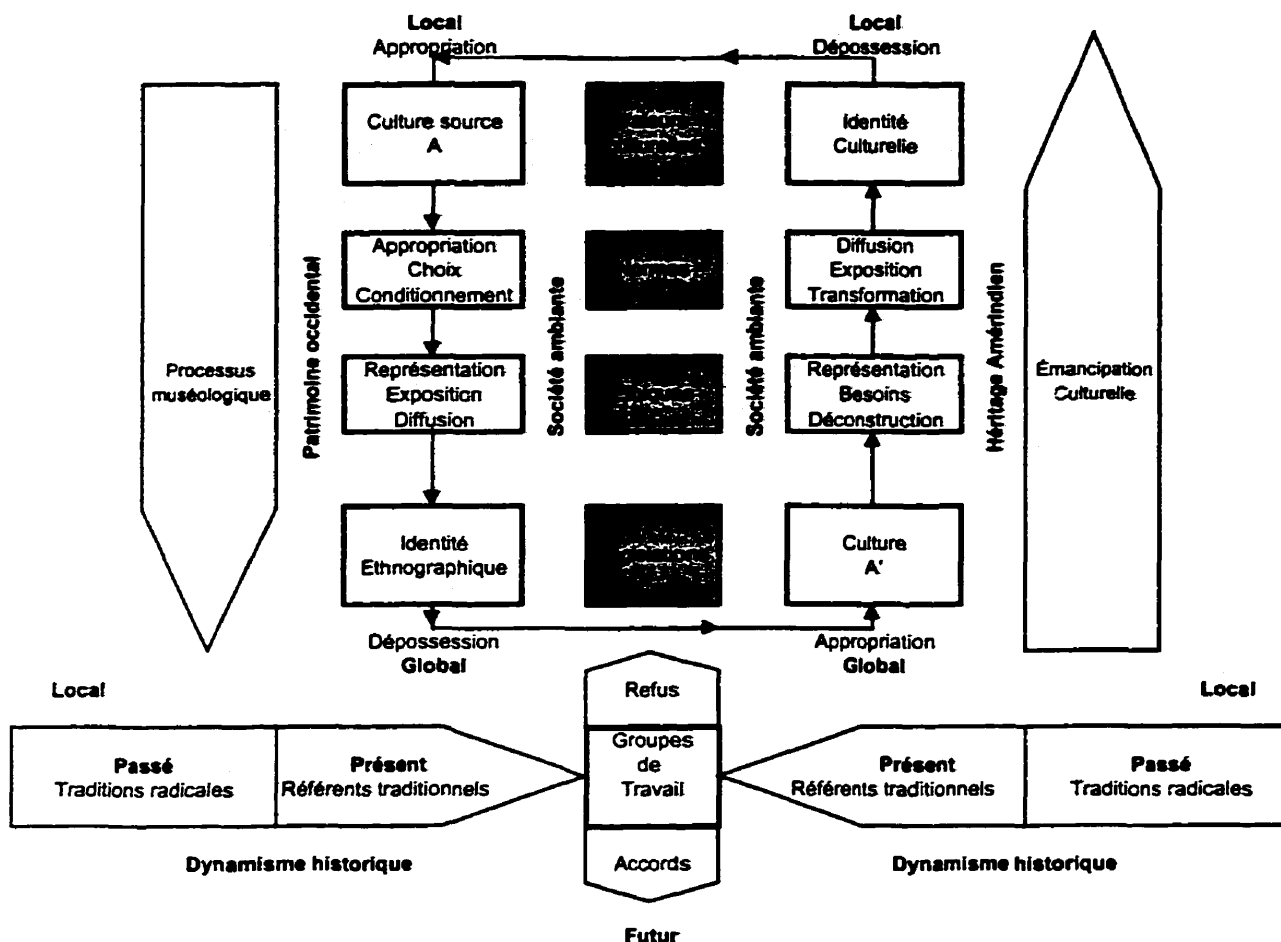 Local
Appropriation
Local
Dépossession
Culture source
A
Identité
Culturelle
Appropriation
Choix
Conditionnement
Diffusion
Exposition
Transformation
Patrimoine occidental
Société ambiante
Société ambiante
Héritage Amérindien
Processus
muséologique
Représentation
Exposition
Diffusion
Représentation
Besoins
Déconstruction
Émancipation
Culturelle
Identité
Ethnographique
Culture
A'
Dépossession
Global
Appropriation
Global
Local
Refus
Local
Passé
Traditions radicales
Présent
Référents traditionnels
Groupes
de
Travail
Présent
Référents traditionnels
Passé
Traditions radicales
Dynamisme historique
Accords
Dynamisme historique
Futur